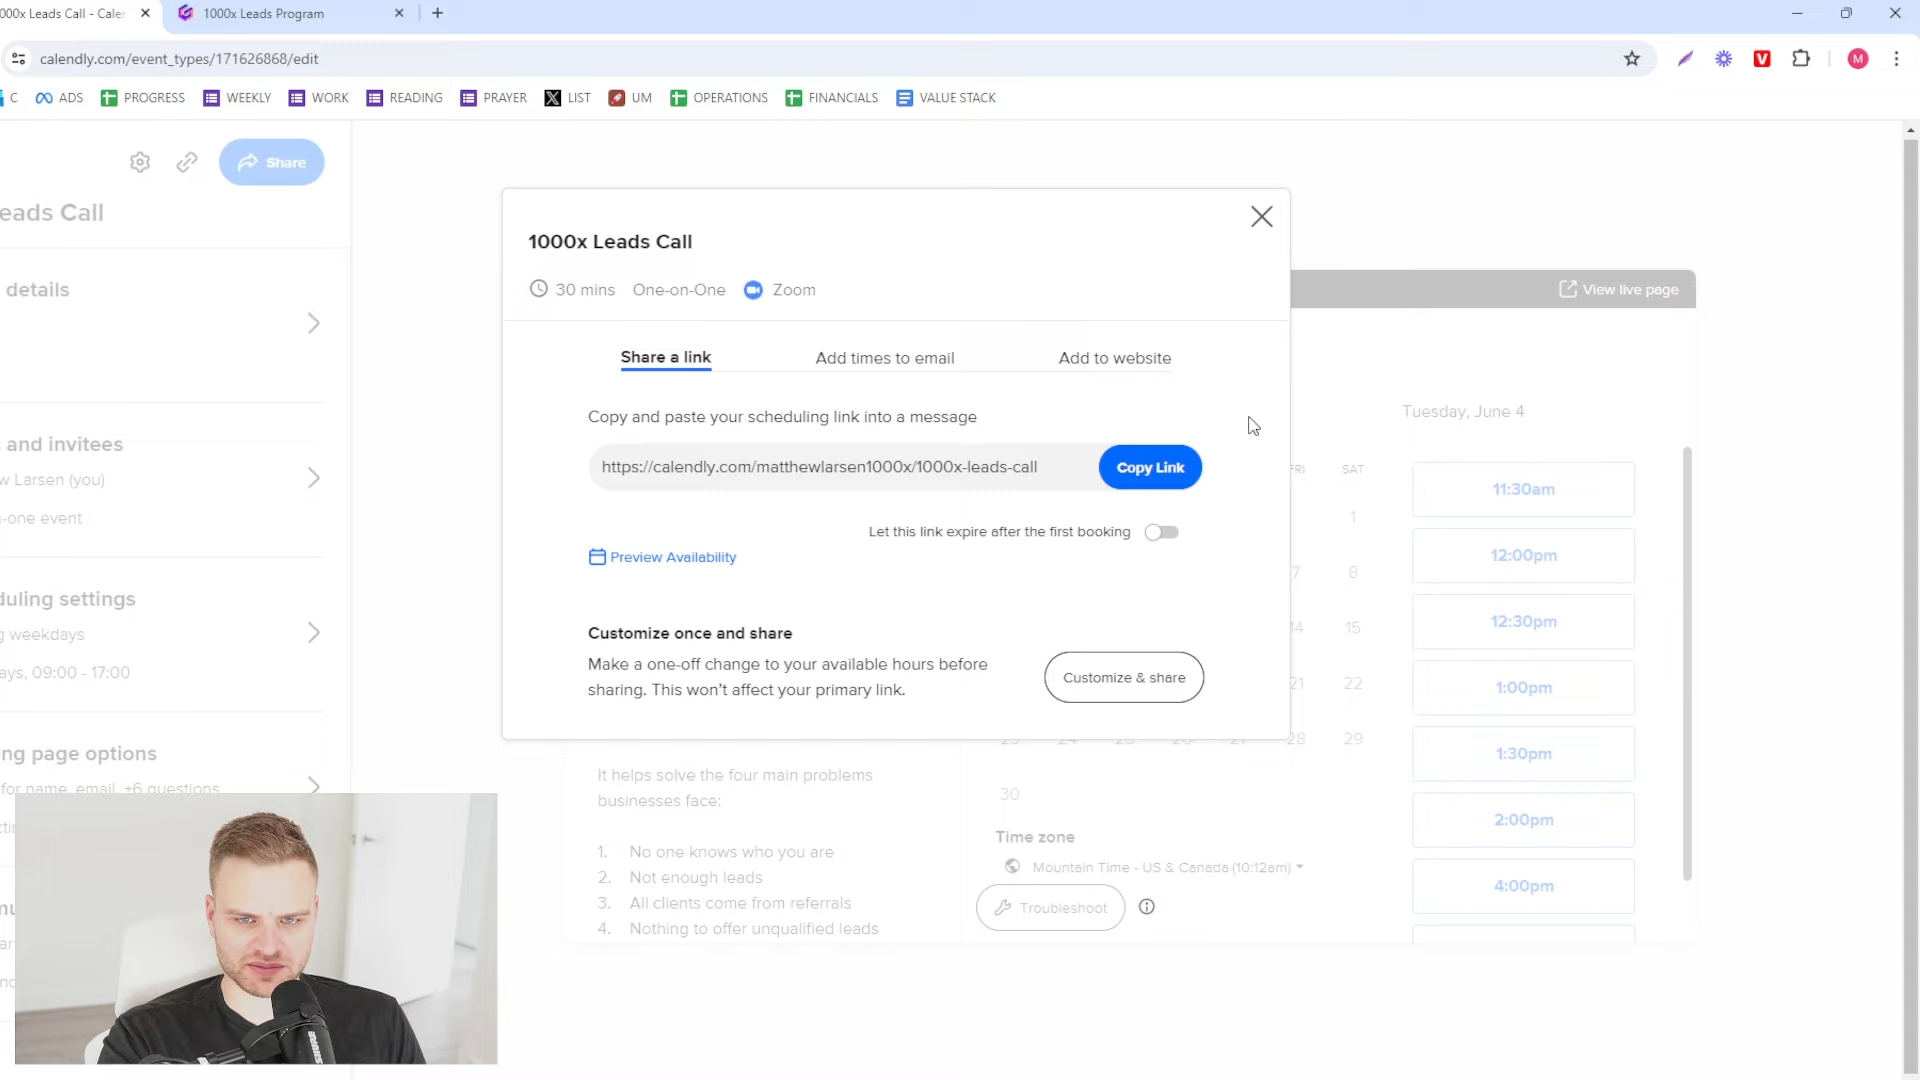 000x Leads Call - Caler
1000x Leads Program
calendly.com/event_types/171626868/edit
C
ADS
PROGRESS
WEEKLY
WORK
READING
PRAYER
LIST
UM
OPERATIONS
FINANCIALS
VALUE STACK
M
V
Share
eads Call
details
and invitees
w Larsen (you)
-one event
duling settings
g weekdays
ays, 09:00 - 17:00
ng page options
for name, email, +6 questions
1000x Leads Call
30 mins One-on-One Zoom
Share a link
Add times to email
Add to website
Copy and paste your scheduling link into a message
https://calendly.com/matthewlarsen1000x/1000x-leads-call
Copy Link
Let this link expire after the first booking
Preview Availability
Customize once and share
Make a one-off change to your available hours before
sharing. This won't affect your primary link.
Customize & share
View live page
Tuesday, June 4
FRI SAT
1
7 8
14 15
21 22
23 24 25 26 27 28 29
30
11:30am
12:00pm
12:30pm
1:00pm
1:30pm
2:00pm
4:00pm
It helps solve the four main problems
businesses face:
1. No one knows who you are
2. Not enough leads
3. All clients come from referrals
4. Nothing to offer unqualified leads
Time zone
Mountain Time - US & Canada (10:12am)
Troubleshoot